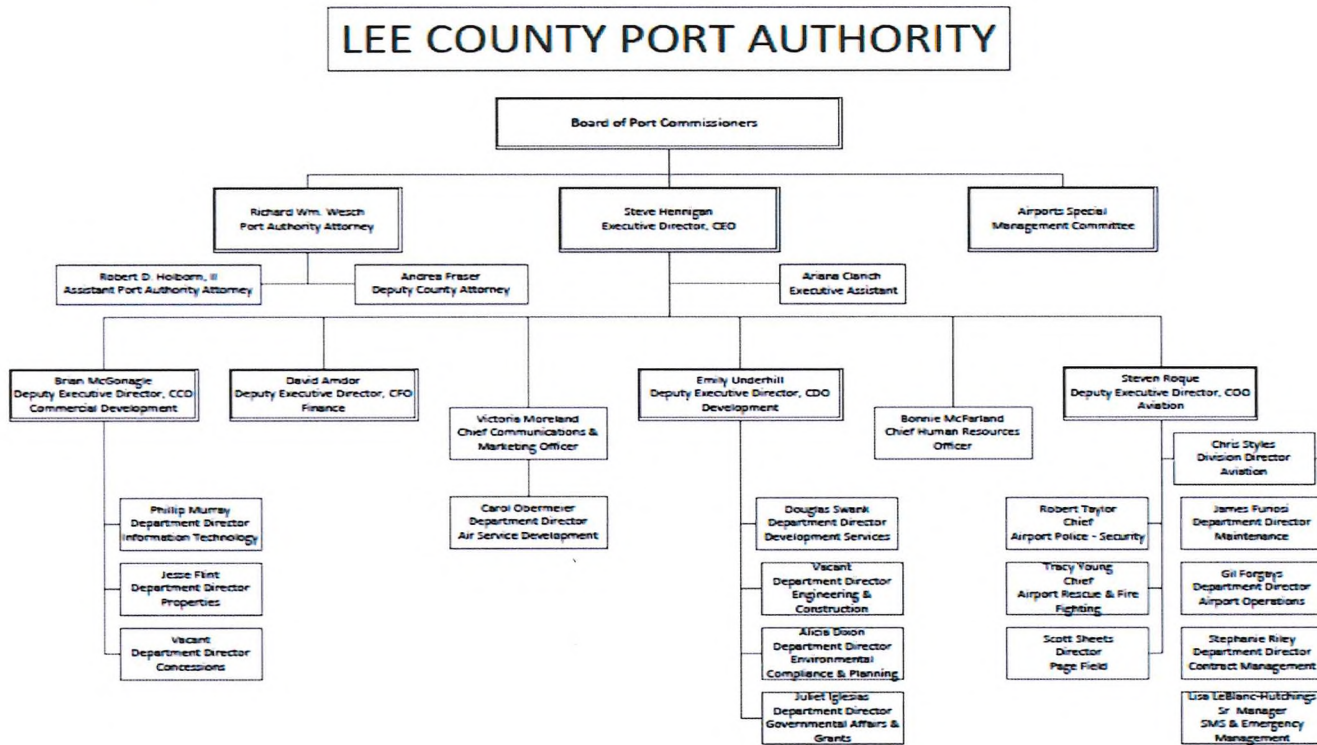 LEE COUNTY PORT AUTHORITY
Board of Port Commissioners
Richard Wm. Wesch
Port Authority Attorney
Steve Hennigan
Executive Director, CEO
Airports Special
Management Committee
Robert D. Holborn, III
Assistant Port Authority Attorney
Andrea Fraser
Deputy County Attorney
Ariana Clanch
Executive Assistant
Brian McGonagle
Deputy Executive Director, CCO
Commercial Development
David Amdor
Deputy Executive Director, CFO
Finance
Victoria Moreland
Chief Communications &
Marketing Officer
Emily Underhill
Deputy Executive Director, CDO
Development
Bonnie McFarland
Chief Human Resources
Officer
Steven Roque
Deputy Executive Director, COO
Aviation
Chris Styles
Division Director
Aviation
Phillip Murray
Department Director
Information Technology
Jesse Flint
Department Director
Properties
Vacant
Department Director
Concessions
Carol Obermeier
Department Director
Air Service Development
Douglas Swank
Department Director
Development Services
Vacant
Department Director
Engineering &
Construction
Alicia Dixon
Department Director
Environmental
Compliance & Planning
Juliet Iglesias
Department Director
Governmental Affairs &
Grants
Robert Taylor
Chief
Airport Police - Security
Tracy Young
Chief
Airport Rescue & Fire
Fighting
Scott Sheets
Director
Page Field
James Furiosi
Department Director
Maintenance
Gil Forgays
Department Director
Airport Operations
Stephanie Riley
Department Director
Contract Management
Lisa LeBlanc-Hutchings
Sr. Manager
SMS & Emergency
Management